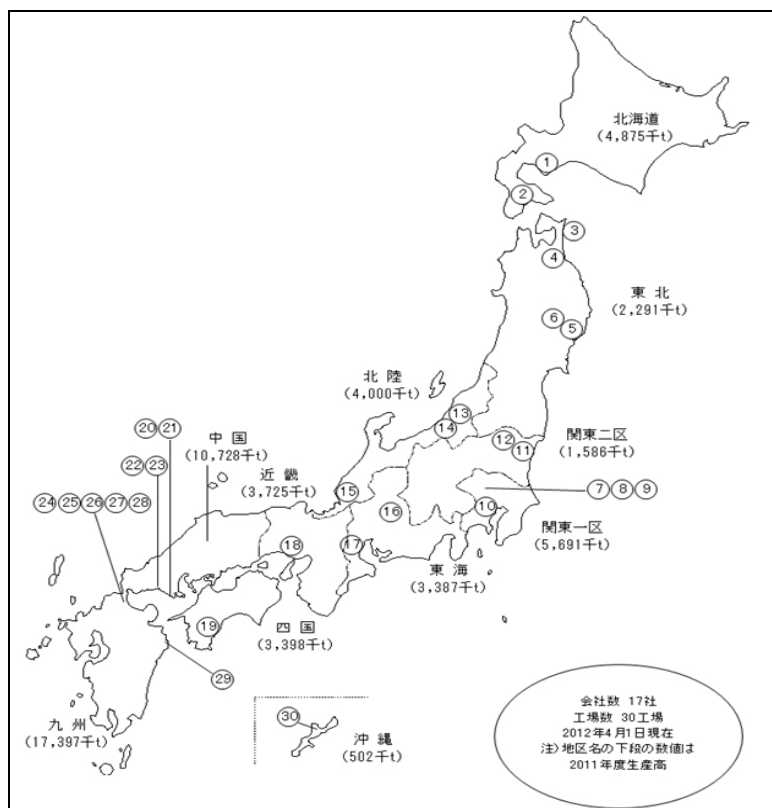 北海道
(4,875千t)
①
②
③
④
東 北
(2,291千t)
⑥
⑤
北 陸
(4,000千t)
⑬
⑭
⑳ ㉑
中 国
(10,728千t)
㉒ ㉓
近 畿
(3,725千t)
㉔ ㉕ ㉖ ㉗ ㉘
関東二区
(1,586千t)
⑫
⑪
⑮
⑯
⑦ ⑧ ⑨
⑩
関東一区
(5,691千t)
⑱
⑰
東 海
(3,387千t)
⑲
四 国
(3,398千t)
㉙
九 州
(17,397千t)
㉚
沖 縄
(502千t)
会社数 17社
工場数 30工場
2012年4月1日現在
注)地区名の下段の数値は
2011年度生産高